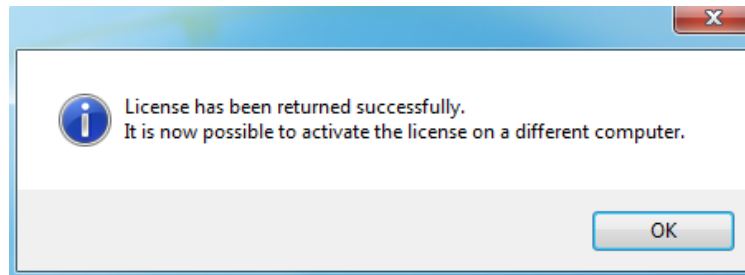 License has been returned successfully.
It is now possible to activate the license on a different computer.
OK